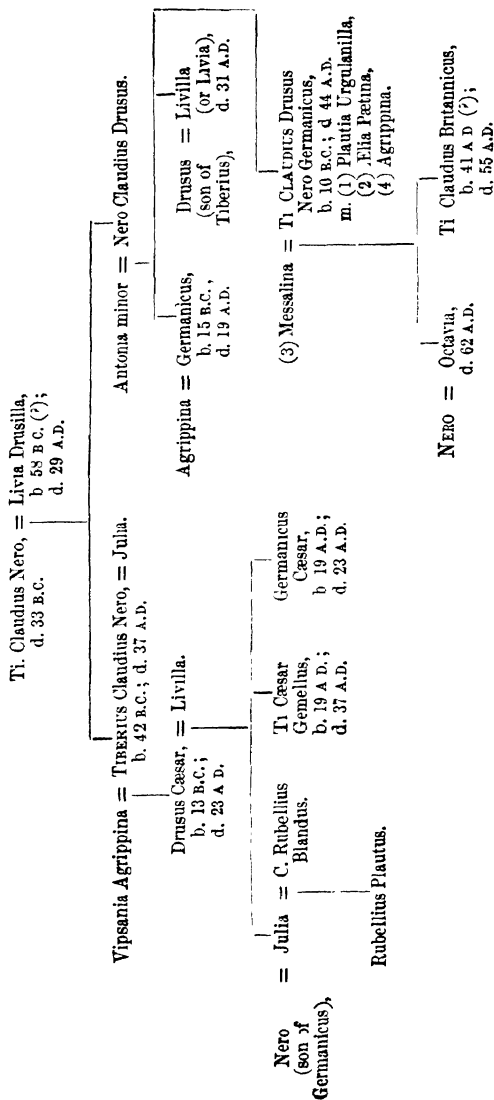 Ti. Claudius Nero, = Livia Drusilla,
d. 33 B.C.
b 58 B C. (?);
d. 29 A.D.
Vipsania Agrippina = TIBERIUS Claudius Nero, = Julia.
b. 42 B.C.; d. 37 A.D.
Antonia minor = Nero Claudius Drusus.
Drusus Cæsar, = Livilla.
b. 13 B.C.;
d. 23 A D.
Agrippina = Germanicus,
b. 15 B.C.,
d. 19 A.D.
Drusus = Livilla
(son of
Tiberius),
(or Livia),
d. 31 A.D.
Nero
(son of
Germanicus),
= Julia = C. Rubellius
Blandus.
Ti Cæsar
Gemellus,
b. 19 A D.;
d. 37 A.D.
Germanicus
Cæsar,
b 19 A.D.;
d. 23 A.D.
(3) Messalina = Ti CLAUDIUS Drusus
Nero Germanicus,
b. 10 B.C.; d 44 A.D.
m. (1) Plautia Urgulanilla,
(2) .Elia Pætina,
(4) Agrippina.
Rubellius Plautus.
NERO = Octavia,
d. 62 A.D.
Ti Claudius Britannicus,
b. 41 A D (?);
d. 55 A.D.